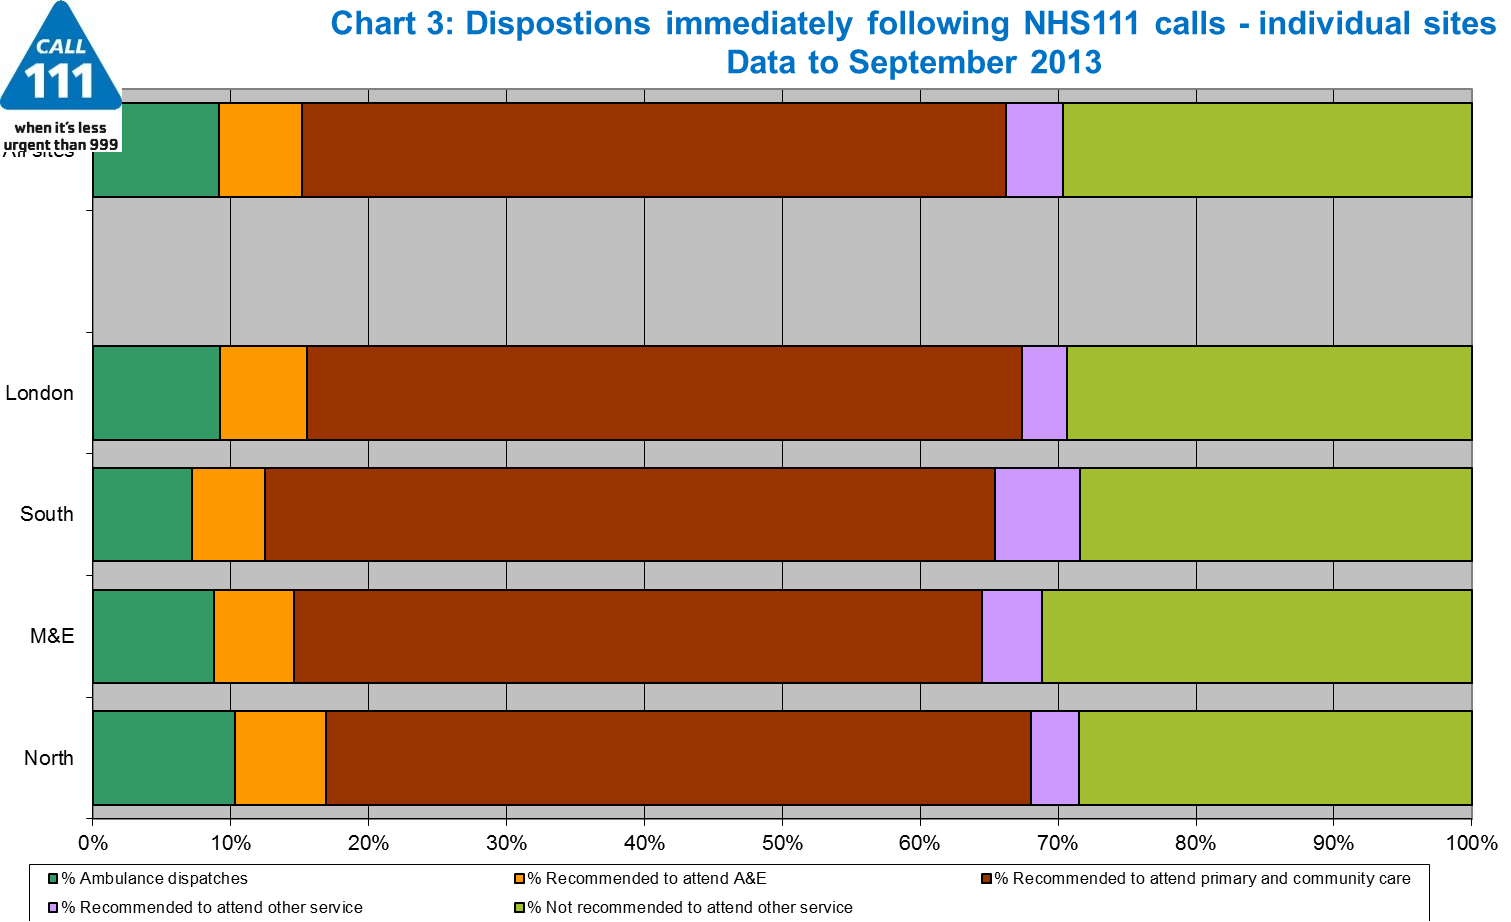 CALL
111
when it's less
urgent than 999
Chart 3: Dispostions immediately following NHS111 calls - individual sites
Data to September 2013
All sites
London
South
M&E
North
0% 10% 20% 30% 40% 50% 60% 70% 80% 90% 100%
% Ambulance dispatches % Recommended to attend A&E % Recommended to attend primary and community care
% Recommended to attend other service % Not recommended to attend other service